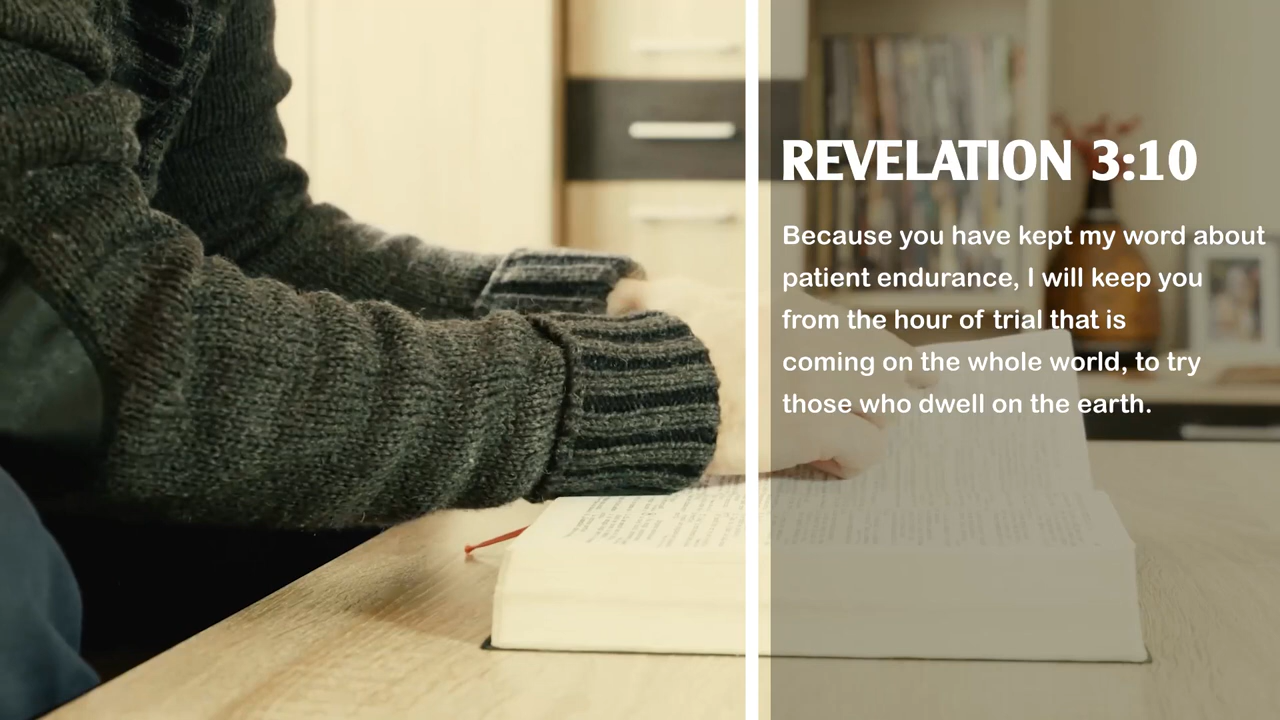 REVELATION 3:10
Because you have kept my word about
patient endurance, I will keep you
from the hour of trial that is
coming on the whole world, to try
those who dwell on the earth.